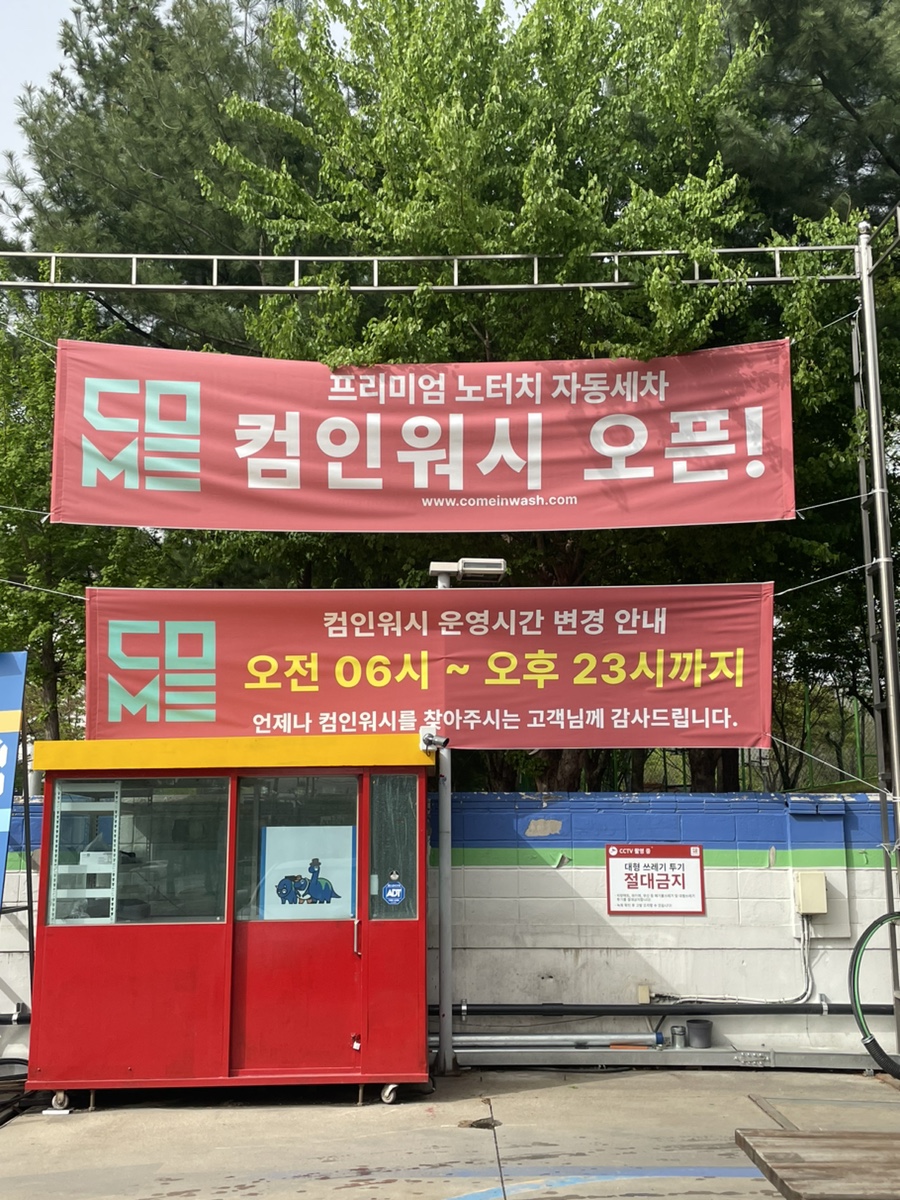 CO
ME
프리미엄 노터치 자동세차
컴인워시 오픈!
www.comeinwash.com
CO
ME
컴인워시 운영시간 변경 안내
오전 06시 ~ 오후 23시까지
언제나 컴인워시를 찾아주시는 고객님께 감사드립니다.
ADT
CCTV 촬영 중
대형 쓰레기 투기
절대금지